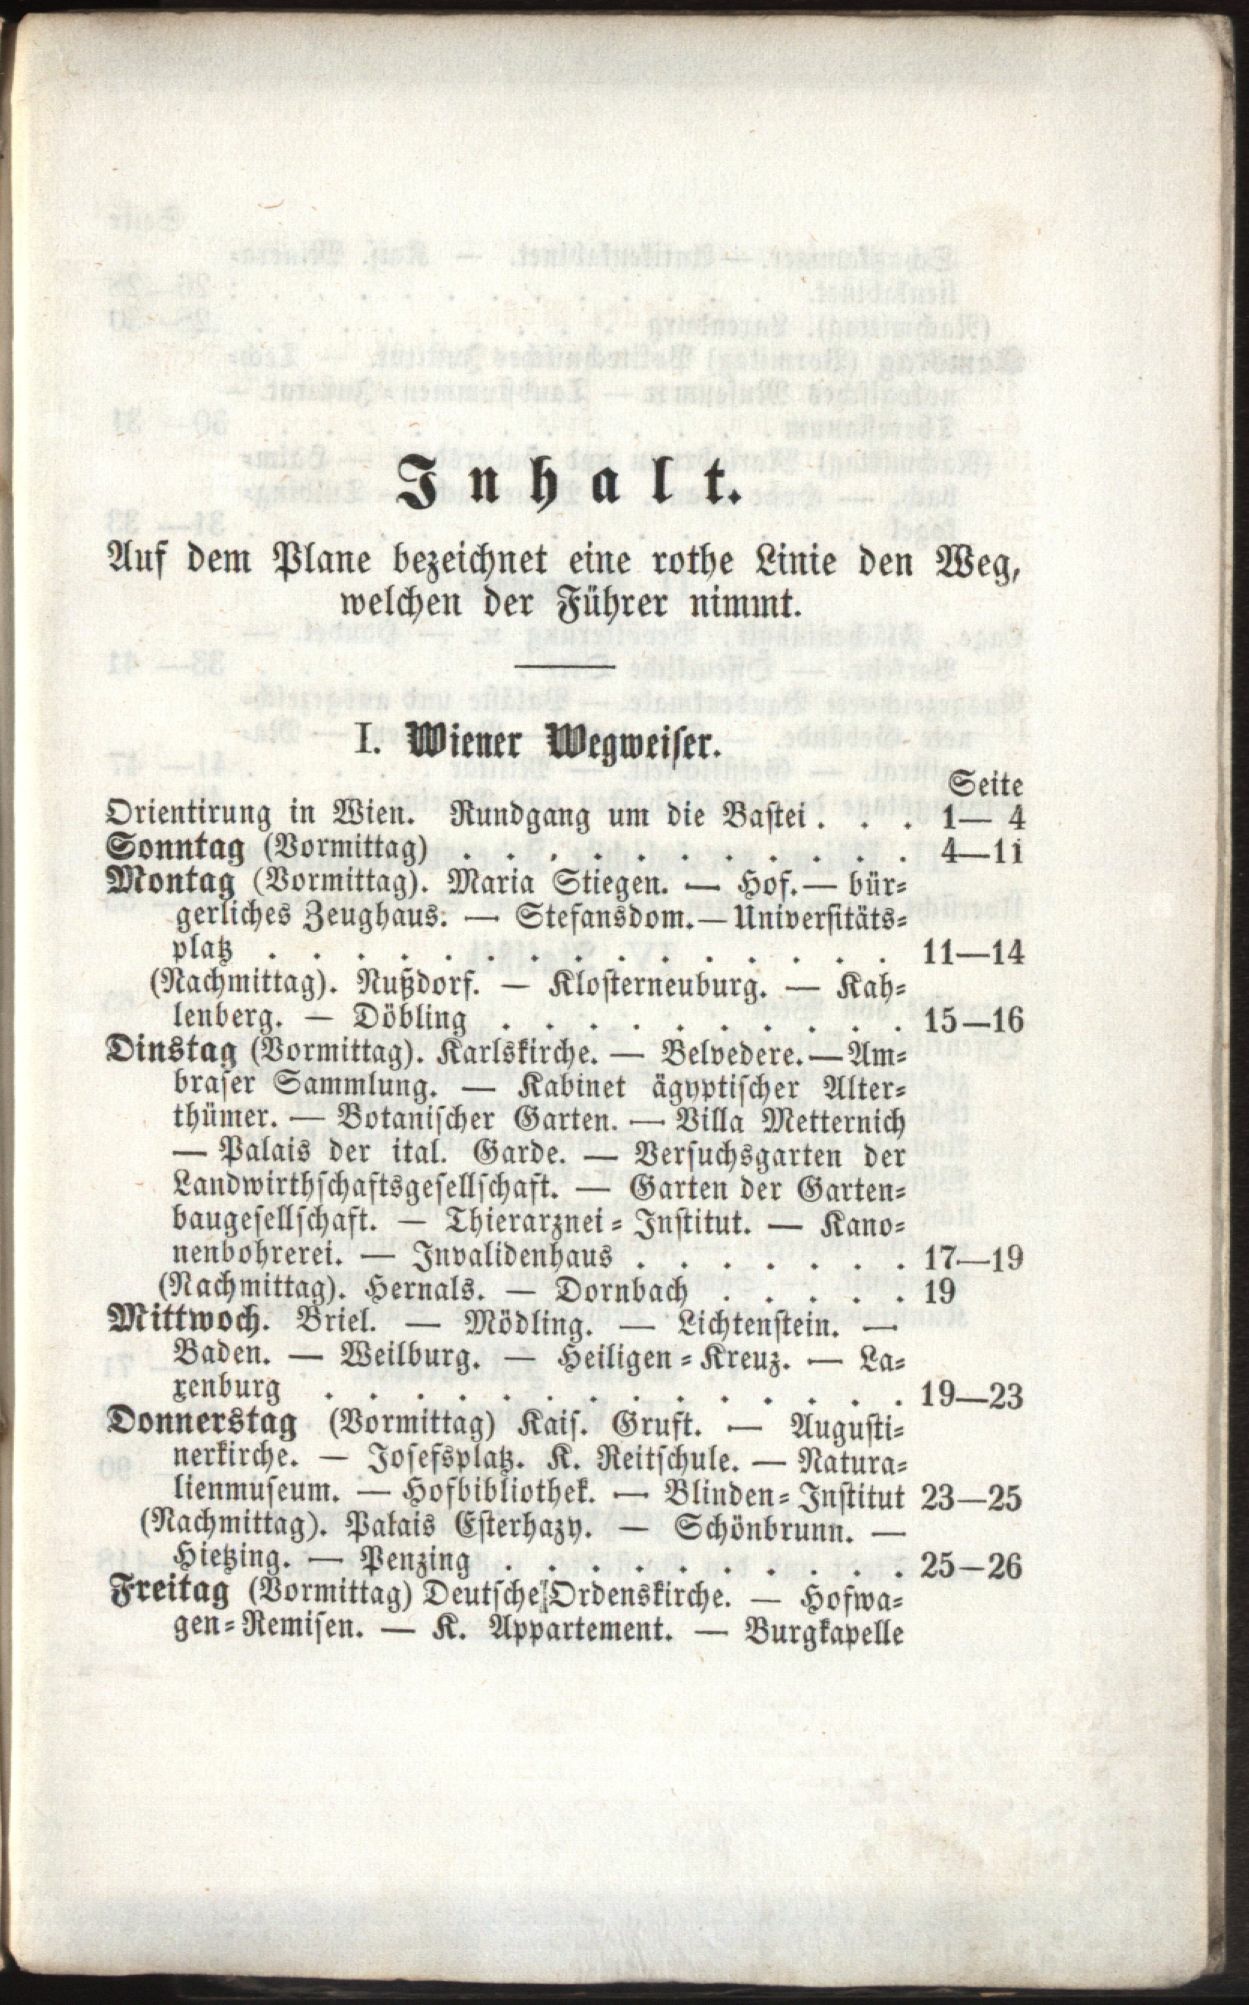 Inhalt.
Auf dem Plane bezeichnet eine rothe Linie den Weg,
welchen der Führer nimmt.
I. Wiener Wegweiser.
Seite
Orientirung in Wien. Rundgang um die Bastei . . . 1— 4
Sonntag (Vormittag) . . . . . . . . . . . 4—11
Montag (Vormittag). Maria Stiegen. — Hof. — bür-
gerliches Zeughaus. — Stefansdom. — Universitäts-
platz . . . . . . . . . . . . . . . 11—14
(Nachmittag). Nußdorf. — Klosterneuburg. — Kah-
lenberg. — Döbling . . . . . . . . . . . 15—16
Dinstag (Vormittag). Karlskirche. — Belvedere. — Am-
braser Sammlung. — Kabinet ägyptischer Alter-
thümer. — Botanischer Garten. — Villa Metternich
— Palais der ital. Garde. — Versuchsgarten der
Landwirthschaftsgesellschaft. — Garten der Garten-
baugesellschaft. — Thierarznei-Institut. — Kano-
nenbohrerei. — Invalidenhaus . . . . . . . 17—19
(Nachmittag). Hernals. — Dornbach . . . . . 19
Mittwoch. Briel. — Mödling. — Lichtenstein. —
Baden. — Weilburg. — Heiligen-Kreuz. — La-
xenburg . . . . . . . . . . . . . . 19—23
Donnerstag (Vormittag) Kais. Gruft. — Augusti-
nerkirche. — Josefsplatz. K. Reitschule. — Natura-
lienmuseum. — Hofbibliothek. — Blinden-Institut 23—25
(Nachmittag). Palais Esterhazy. — Schönbrunn. —
Hietzing. — Penzing . . . . . . . . . . 25—26
Freitag (Vormittag) Deutsche Ordenskirche. — Hofwa-
gen-Remisen. — K. Appartement. — Burgkapelle